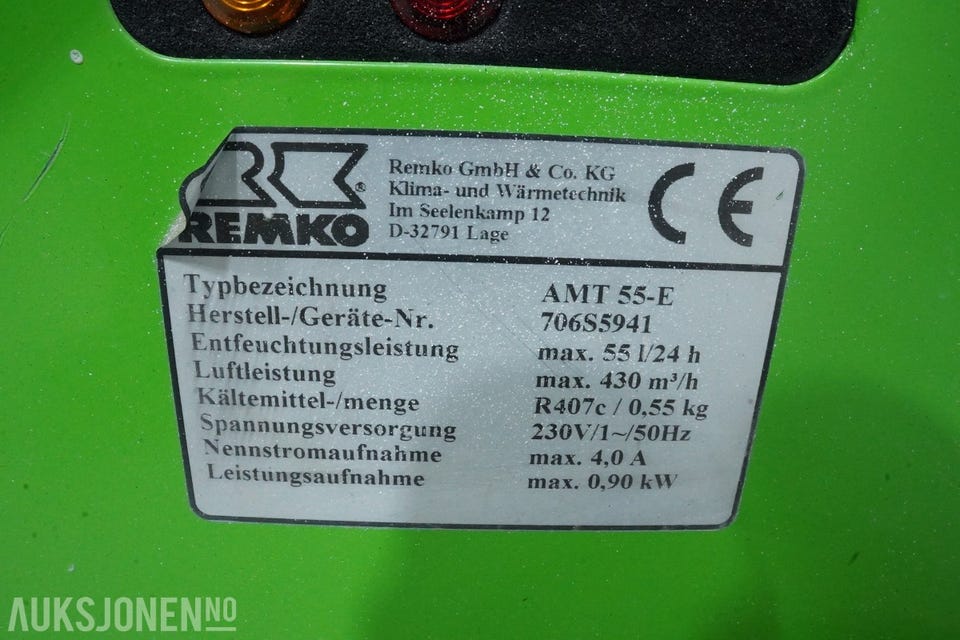 RK®
REMKO
Remko GmbH & Co. KG
Klima- und Wärmetechnik
Im Seelenkamp 12
D-32791 Lage
CE
Typbezeichnung AMT 55-E
Herstell-/Geräte-Nr. 706S5941
Entfeuchtungsleistung max. 55 l/24 h
Luftleistung max. 430 m³/h
Kältemittel-/menge R407c / 0,55 kg
Spannungsversorgung 230V/1~/50Hz
Nennstromaufnahme max. 4,0 A
Leistungsaufnahme max. 0,90 kW
AUKSJONEN.NO